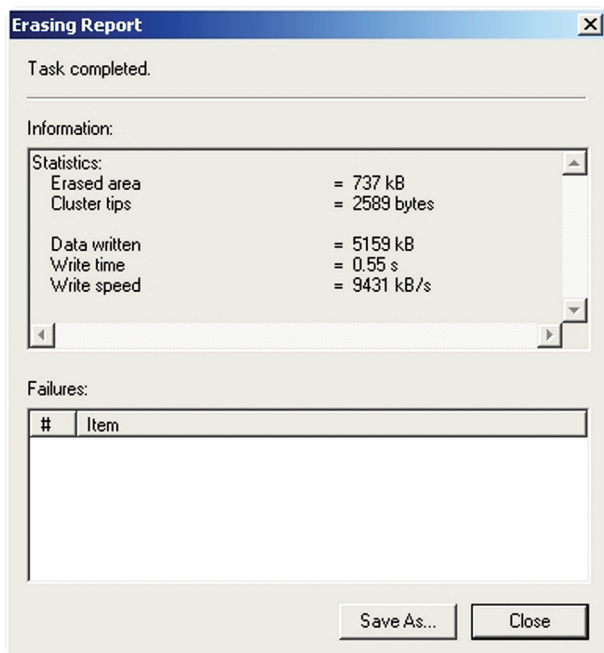 Erasing Report
Task completed.
Information:
Statistics:
Erased area = 737 kB
Cluster tips = 2589 bytes
Data written = 5159 kB
Write time = 0.55 s
Write speed = 9431 kB/s
Failures:
# Item
Save As... Close